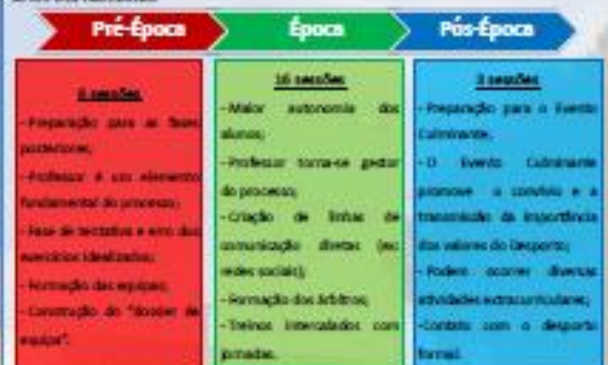 Pré-Época
Época
Pós-Época
sessões
-Preparação para as fases
posteriores;
-Professor é um elemento
fundamental do processo;
-Fase de tentativa e erro dos
exercícios idealizados;
-Formação das equipas;
-Construção do "dossier de
equipa".
16 sessões
-Maior autonomia dos
alunos;
-Professor torna-se gestor
do processo;
-Criação de linhas de
comunicação diretas (ex:
redes sociais);
-Formação dos árbitros;
-Treinos intercalados com
jornadas.
3 sessões
-Preparação para o Evento
Culminante;
-O Evento Culminante
promove o convívio e a
transmissão da importância
dos valores do Desporto;
-Podem ocorrer diversas
atividades extracurriculares;
-Contato com o desporto
formal.